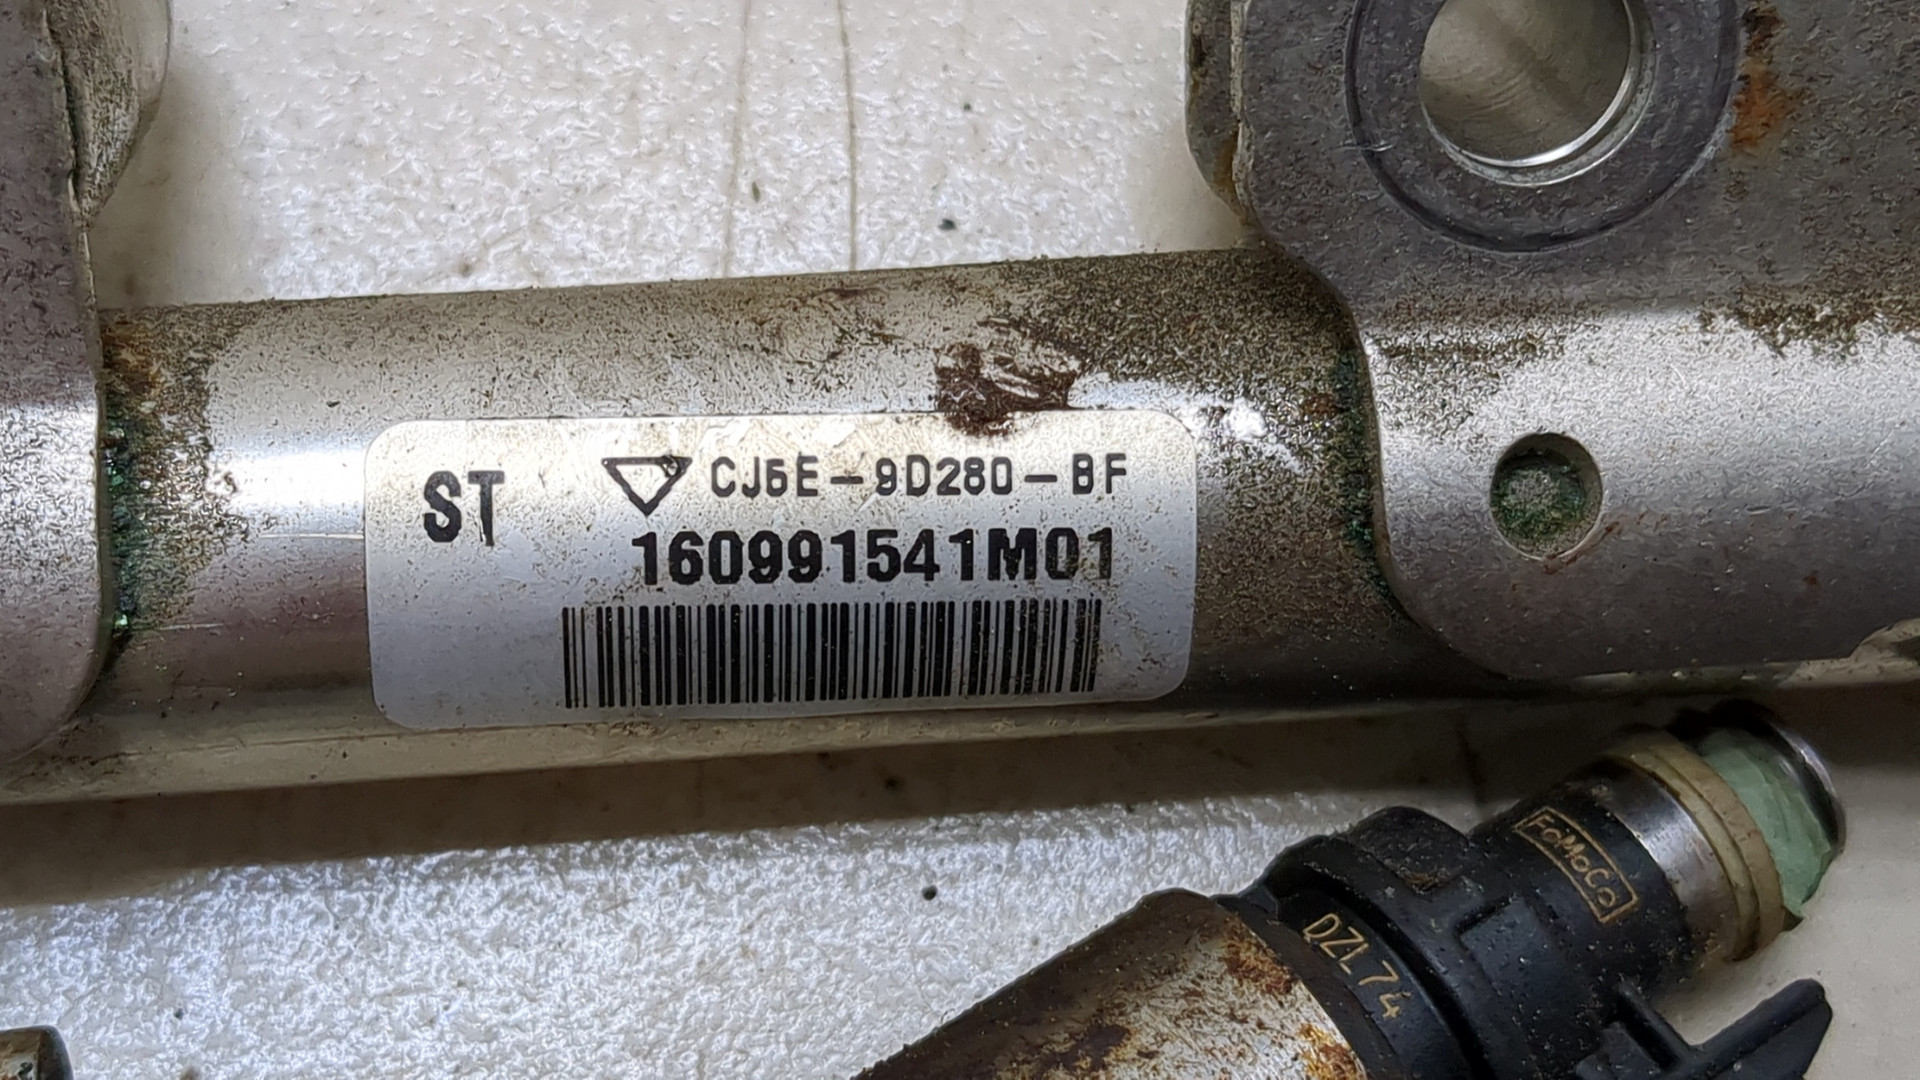 ST
CJ5E-9D280-BF
160991541M01
FoMoCo
DZL74